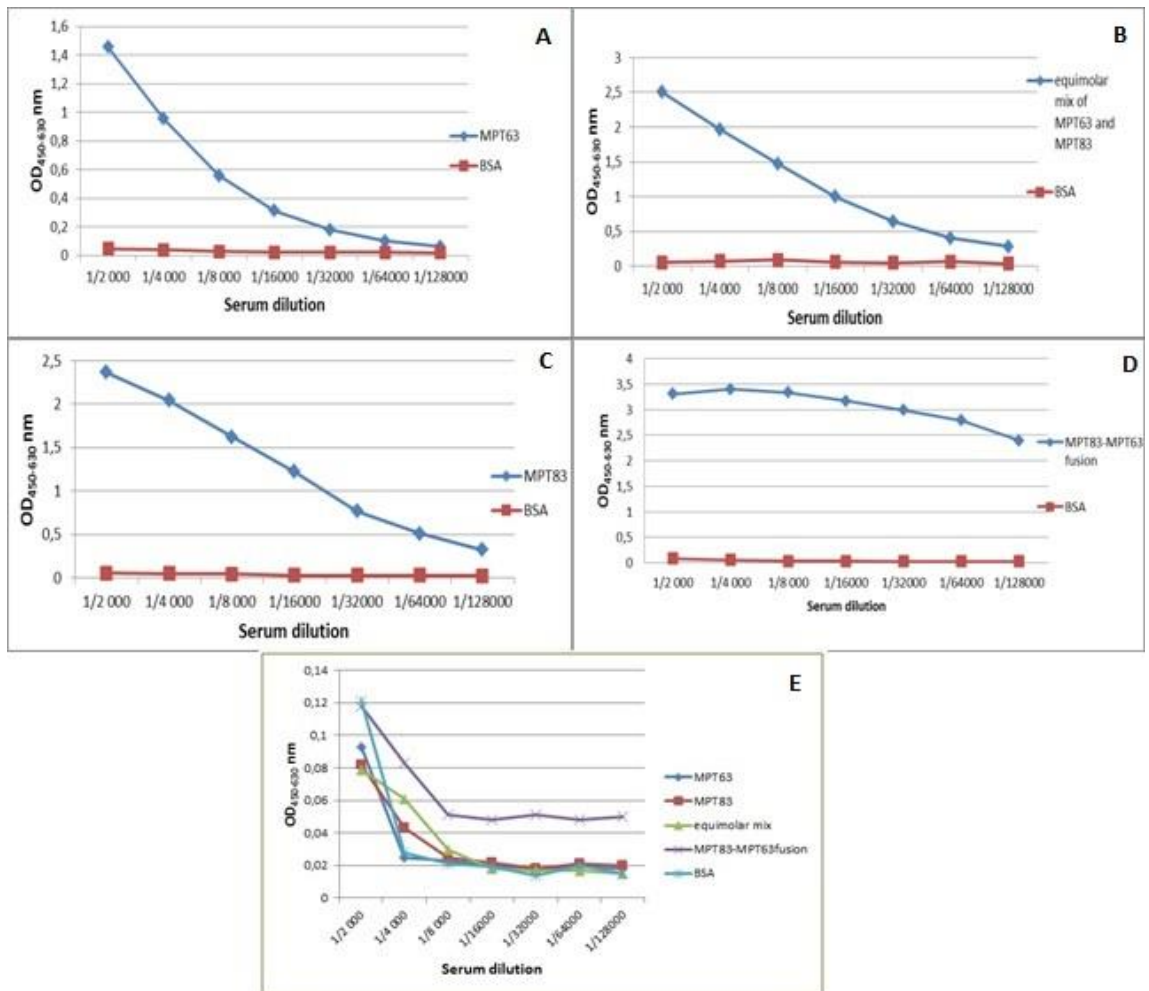 A
1,6
1,4
1,2
1
0,8
0,6
0,4
0,2
0
OD450-630 nm
1/2 000 1/4 000 1/8 000 1/16000 1/32000 1/64000 1/128000
Serum dilution
MPT63
BSA
B
3
2,5
2
1,5
1
0,5
0
OD450-630 nm
1/2 000 1/4 000 1/8 000 1/16000 1/32000 1/64000 1/128000
Serum dilution
equimolar
mix of
MPT63 and
MPT83
BSA
C
2,5
2
1,5
1
0,5
0
OD450-630 nm
1/2 000 1/4 000 1/8 000 1/16000 1/32000 1/64000 1/128000
Serum dilution
MPT83
BSA
D
4
3,5
3
2,5
2
1,5
1
0,5
0
OD450-630 nm
1/2 000 1/4 000 1/8 000 1/16000 1/32000 1/64000 1/128000
Serum dilution
MPT83-MPT63
fusion
BSA
E
0,14
0,12
0,1
0,08
0,06
0,04
0,02
0
OD450-630 nm
1/2 000 1/4 000 1/8 000 1/16000 1/32000 1/64000 1/128000
Serum dilution
MPT63
MPT83
equimolar mix
MPT83-MPT63fusion
BSA